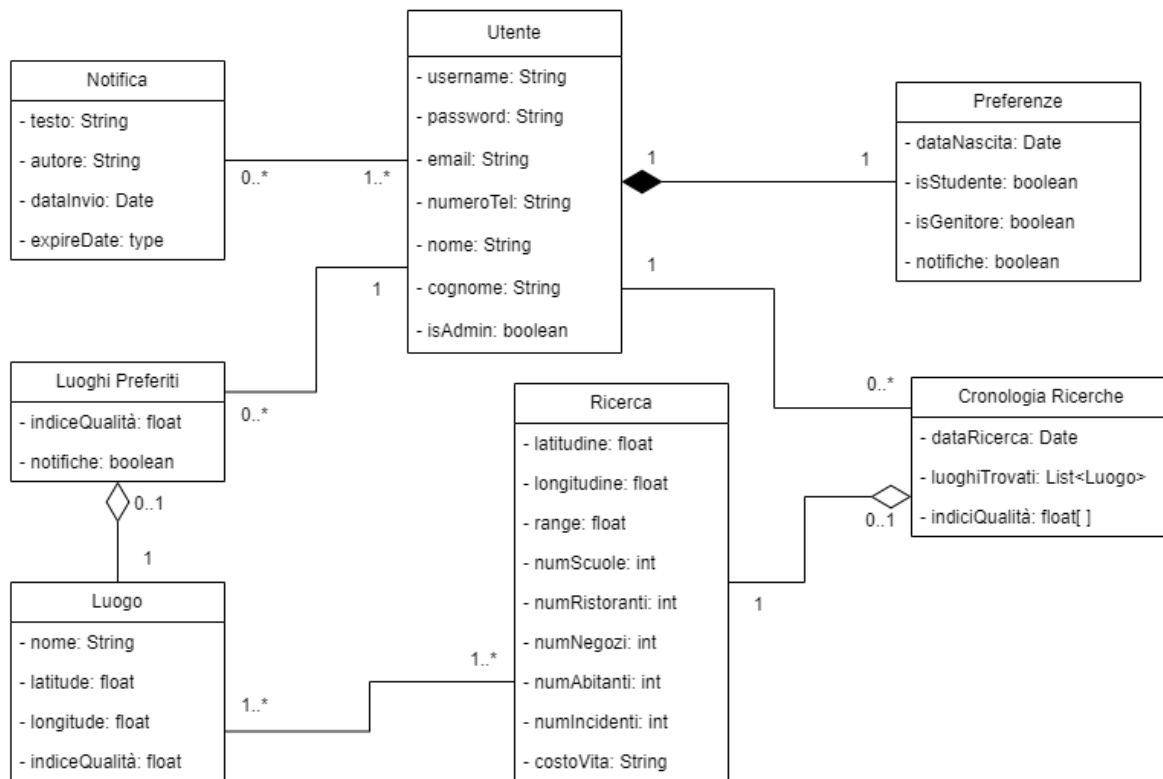 Utente
- username: String
- password: String
- email: String
- numeroTel: String
- nome: String
- cognome: String
- isAdmin: boolean
Notifica
- testo: String
- autore: String
- dataInvio: Date
- expireDate: type
0..*
1..*
Preferenze
- dataNascita: Date
- isStudente: boolean
- isGenitore: boolean
- notifiche: boolean
1
1
1
0..*
1
0..*
Luoghi Preferiti
- indiceQualità: float
- notifiche: boolean
0..1
1
Luogo
- nome: String
- latitude: float
- longitude: float
- indiceQualità: float
1..*
1..*
Ricerca
- latitudine: float
- longitudine: float
- range: float
- numScuole: int
- numRistoranti: int
- numNegozi: int
- numAbitanti: int
- numIncidenti: int
- costoVita: String
1
0..1
Cronologia Ricerche
- dataRicerca: Date
- luoghiTrovati: List<Luogo>
- indiciQualità: float[ ]